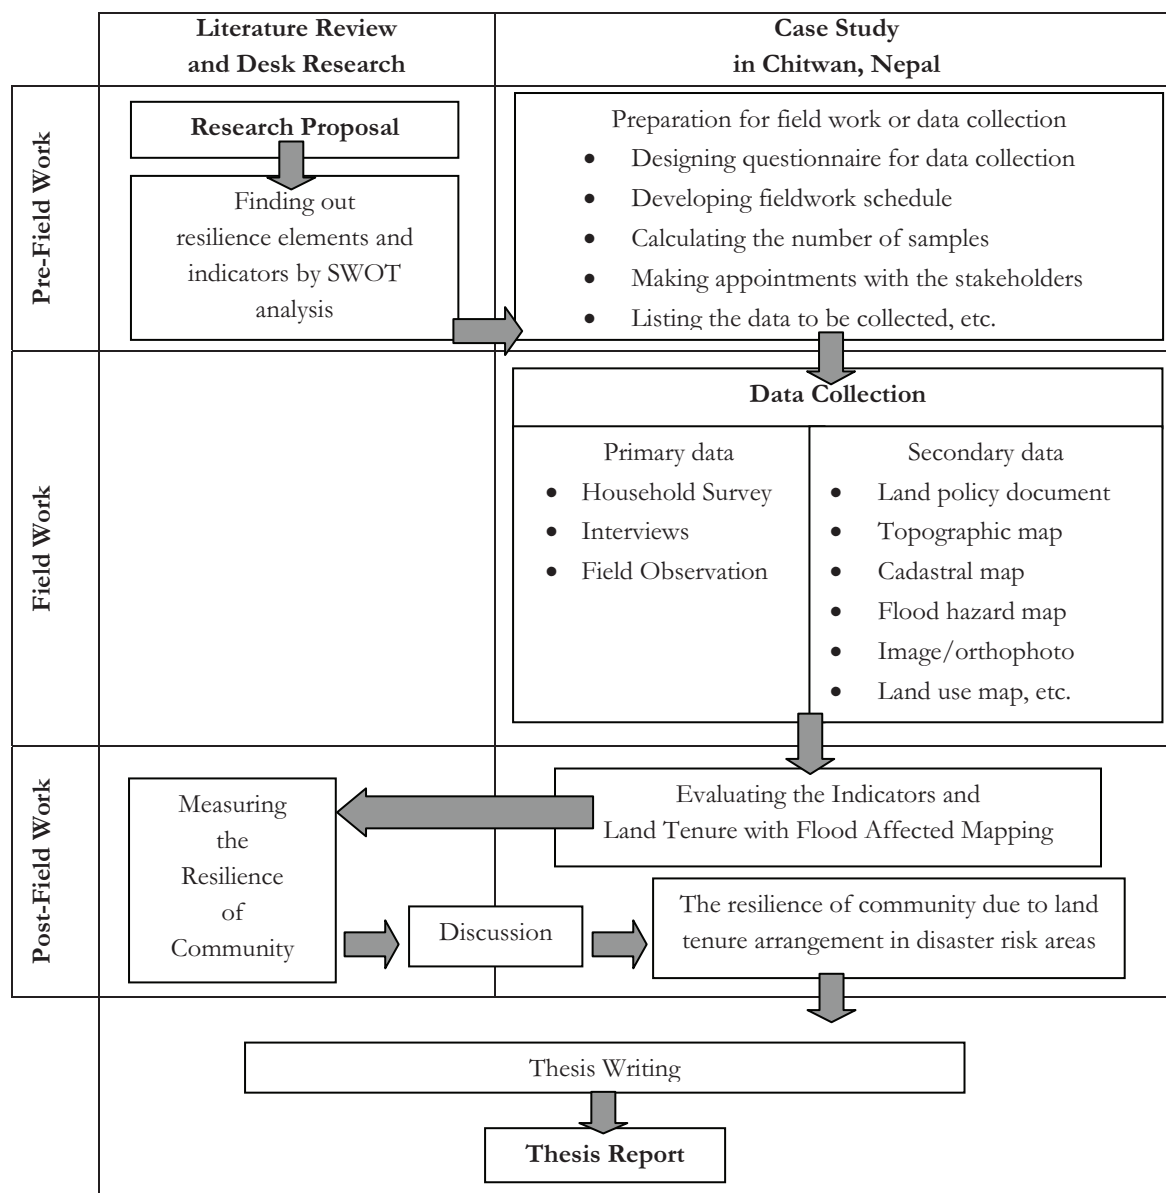 Literature Review
and Desk Research
Case Study
in Chitwan, Nepal
Pre-Field Work
Research Proposal
Finding out
resilience elements and
indicators by SWOT
analysis
Preparation for field work or data collection
• Designing questionnaire for data collection
• Developing fieldwork schedule
• Calculating the number of samples
• Making appointments with the stakeholders
• Listing the data to be collected, etc.
Field Work
Data Collection
Primary data
• Household Survey
• Interviews
• Field Observation
Secondary data
• Land policy document
• Topographic map
• Cadastral map
• Flood hazard map
• Image/orthophoto
• Land use map, etc.
Post-Field Work
Evaluating the Indicators and
Land Tenure with Flood Affected Mapping
Measuring
the
Resilience
of
Community
Discussion
The resilience of community due to land
tenure arrangement in disaster risk areas
Thesis Writing
Thesis Report